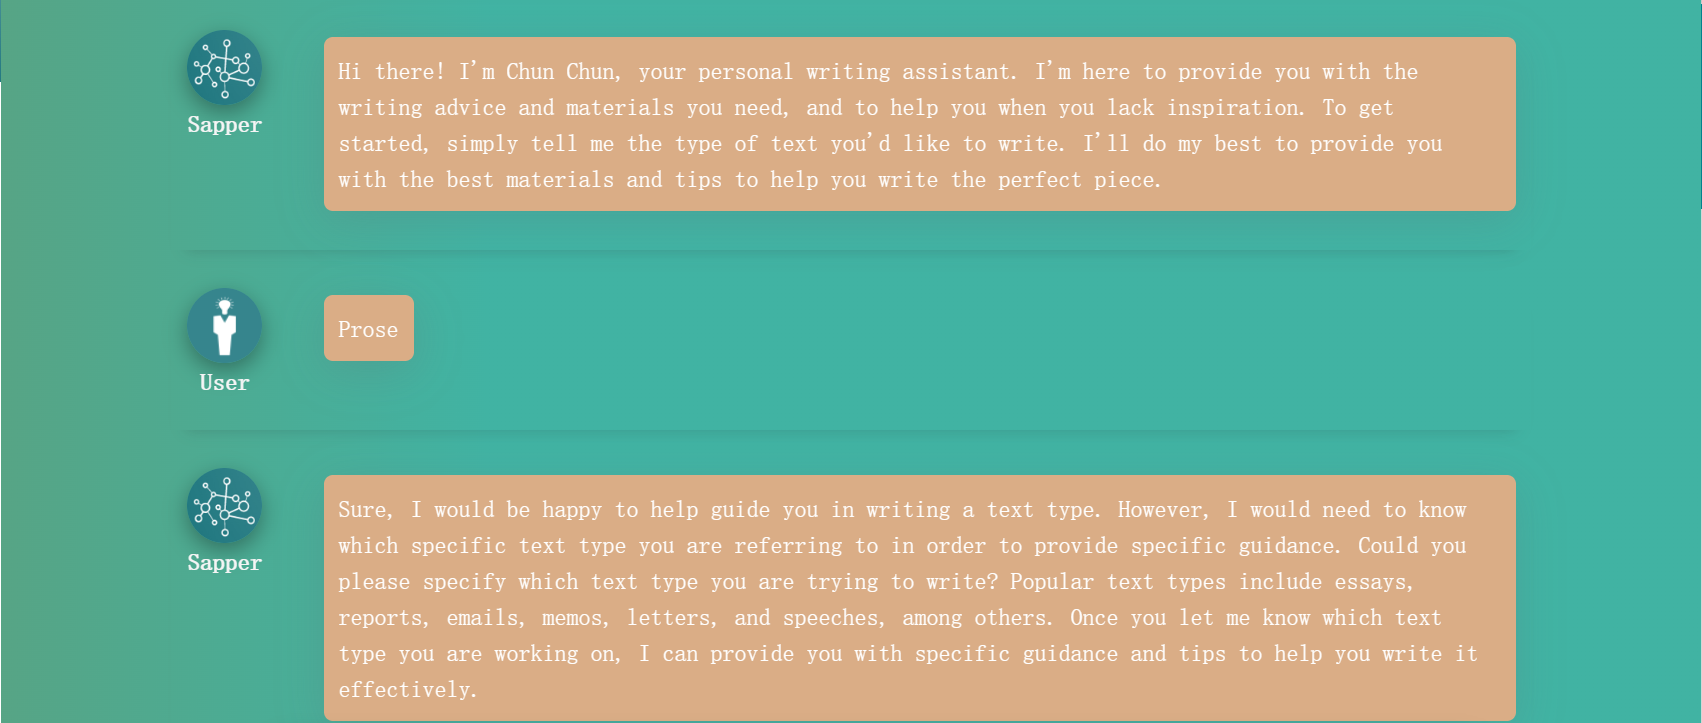 Hi there! I'm Chun Chun, your personal writing assistant. I'm here to provide you with the
writing advice and materials you need, and to help you when you lack inspiration. To get
started, simply tell me the type of text you'd like to write. I'll do my best to provide you
with the best materials and tips to help you write the perfect piece.
Sapper
Prose
User
Sure, I would be happy to help guide you in writing a text type. However, I would need to know
which specific text type you are referring to in order to provide specific guidance. Could you
please specify which text type you are trying to write? Popular text types include essays,
reports, emails, memos, letters, and speeches, among others. Once you let me know which text
type you are working on, I can provide you with specific guidance and tips to help you write it
effectively.
Sapper